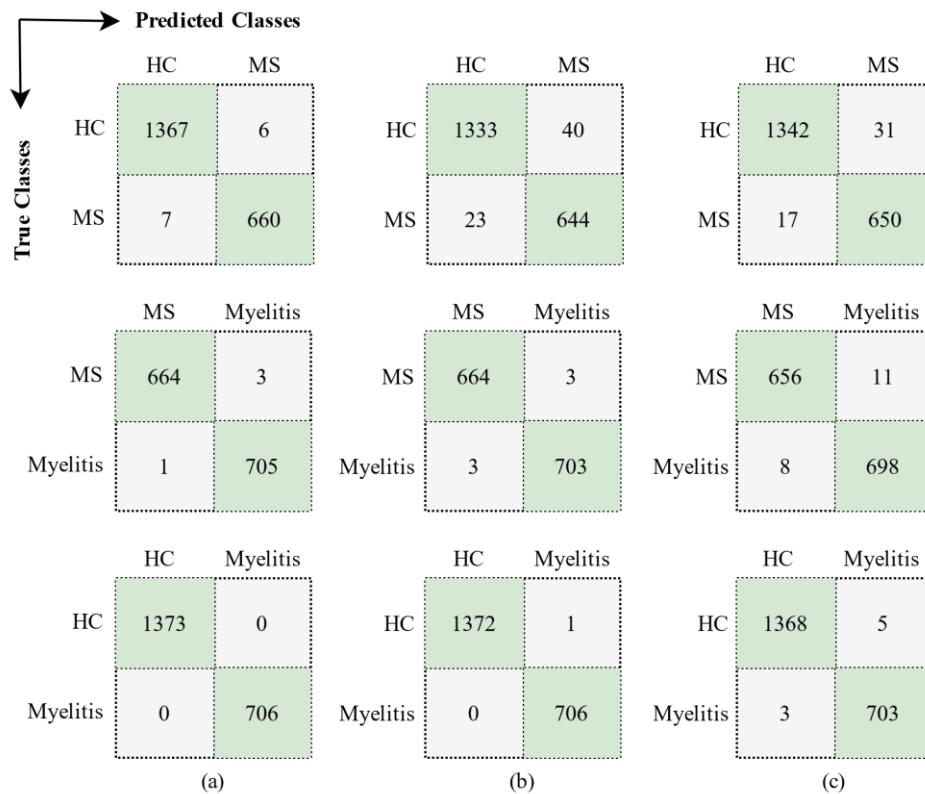 Predicted Classes
True Classes
HC MS HC MS HC MS
HC 1367 6 HC 1333 40 HC 1342 31
MS 7 660 MS 23 644 MS 17 650
MS Myelitis MS Myelitis MS Myelitis
MS 664 3 MS 664 3 MS 656 11
Myelitis 1 705 Myelitis 3 703 Myelitis 8 698
HC Myelitis HC Myelitis HC Myelitis
HC 1373 0 HC 1372 1 HC 1368 5
Myelitis 0 706 Myelitis 0 706 Myelitis 3 703
(a) (b) (c)